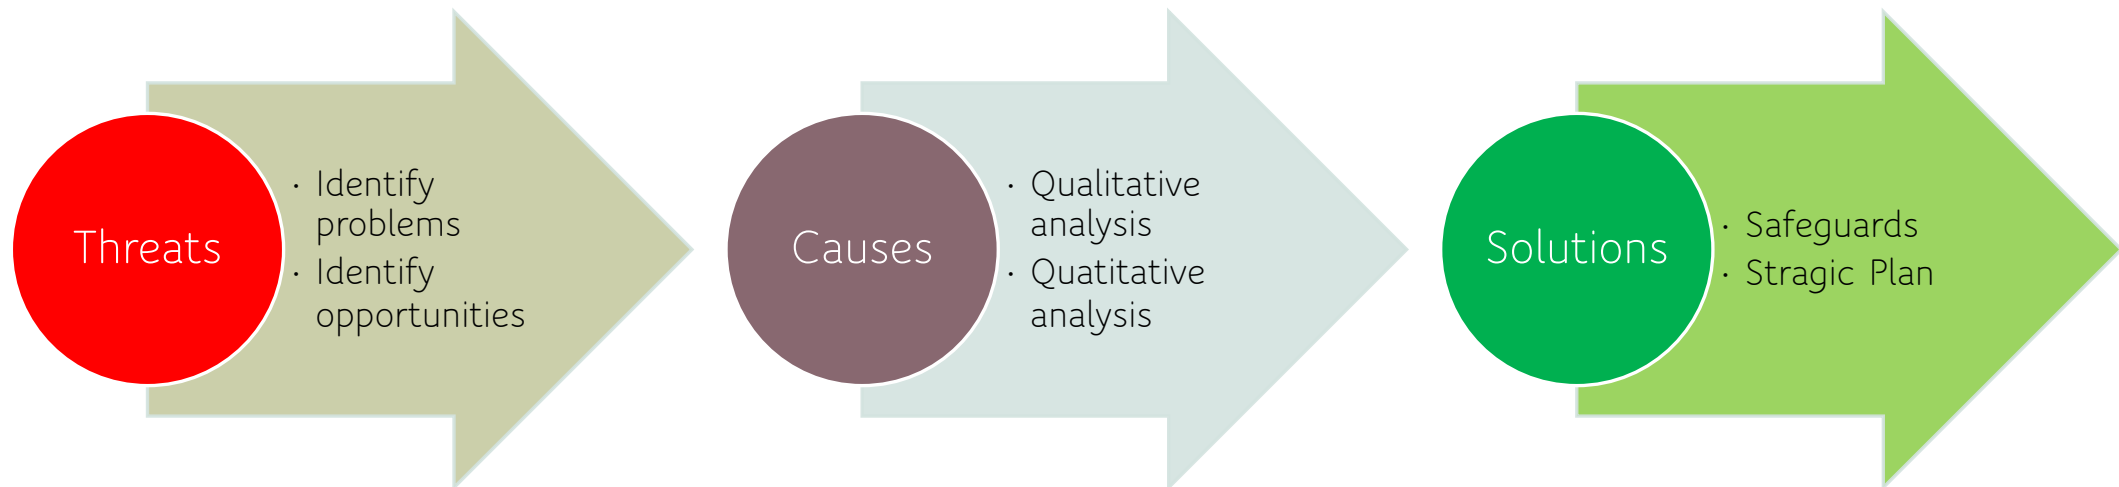 Threats
· Identify
problems
· Identify
opportunities
Causes
· Qualitative
analysis
· Quatitative
analysis
Solutions
· Safeguards
· Stragic Plan